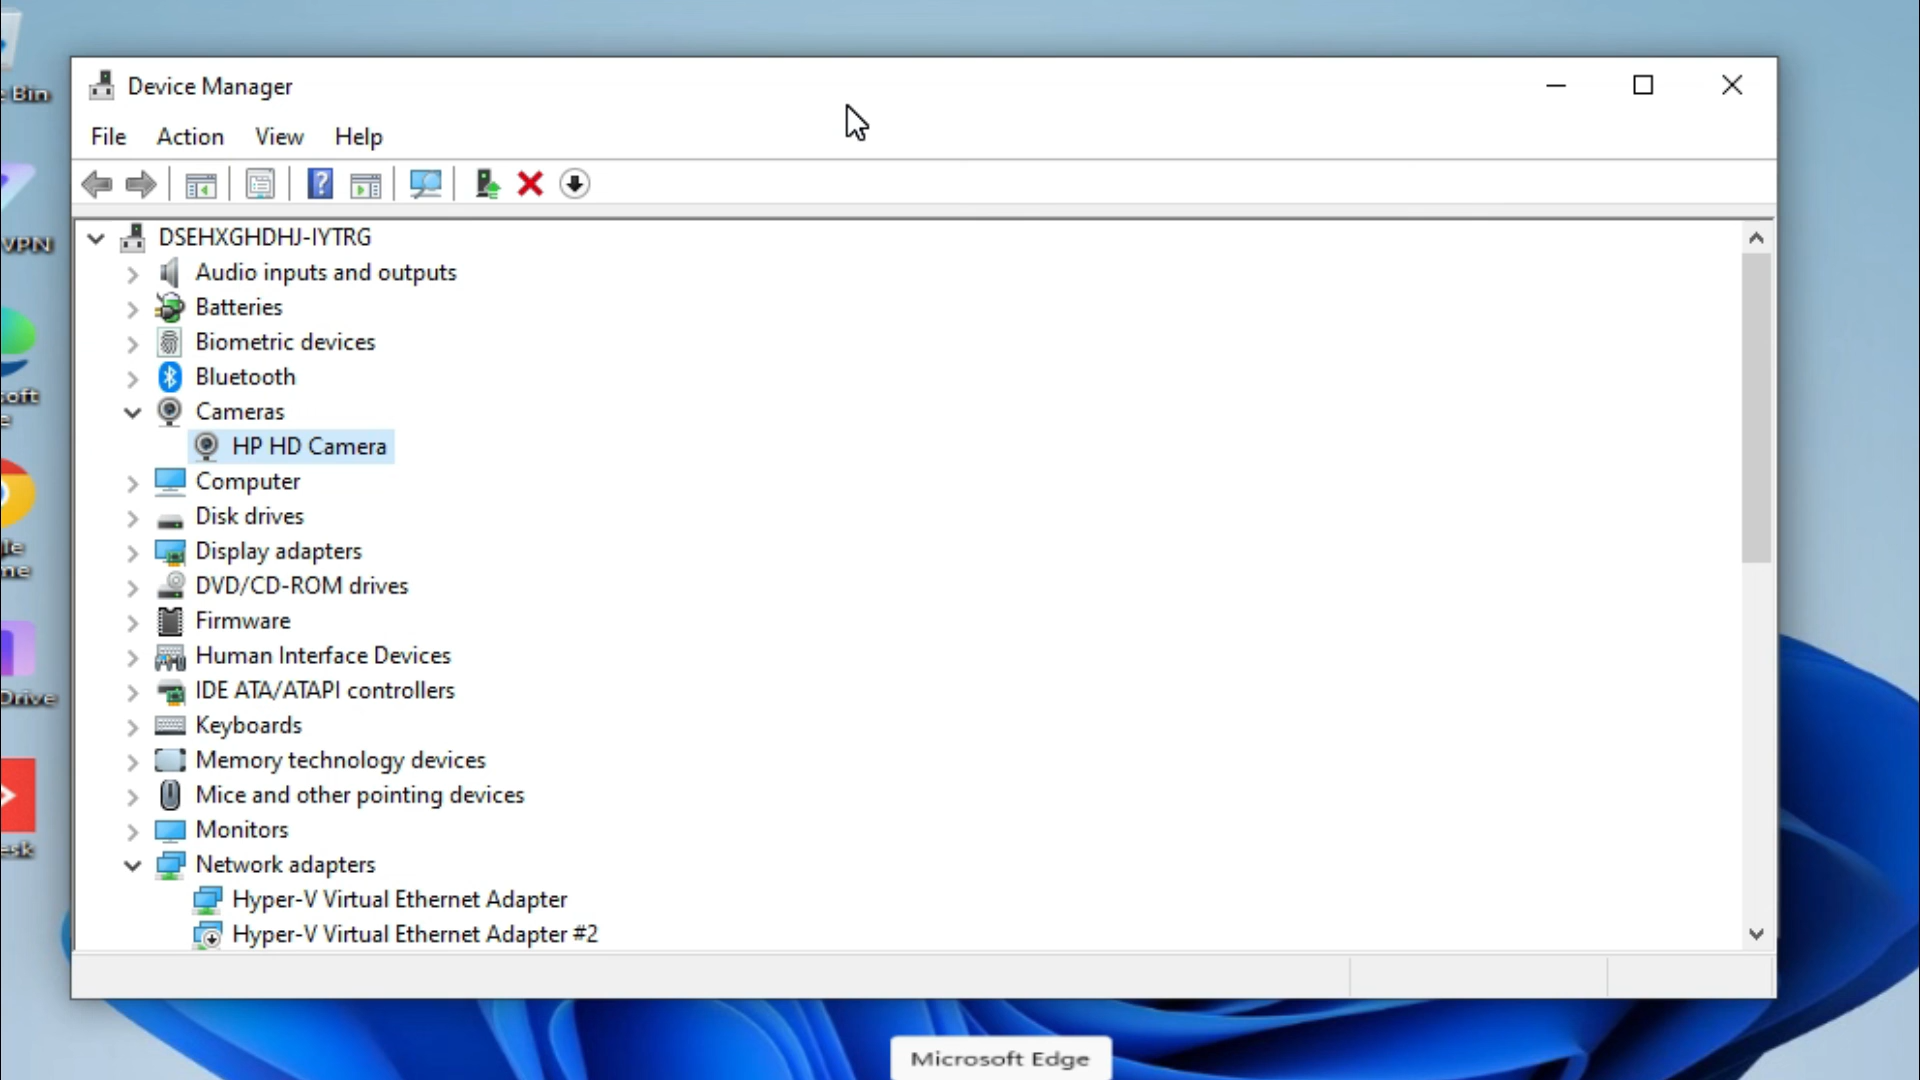 Device Manager
File Action View Help
DSEHXGHDHJ-IYTRG
Audio inputs and outputs
Batteries
Biometric devices
Bluetooth
Cameras
HP HD Camera
Computer
Disk drives
Display adapters
DVD/CD-ROM drives
Firmware
Human Interface Devices
IDE ATA/ATAPI controllers
Keyboards
Memory technology devices
Mice and other pointing devices
Monitors
Network adapters
Hyper-V Virtual Ethernet Adapter
Hyper-V Virtual Ethernet Adapter #2
Bin
VPN
Drive
Microsoft Edge